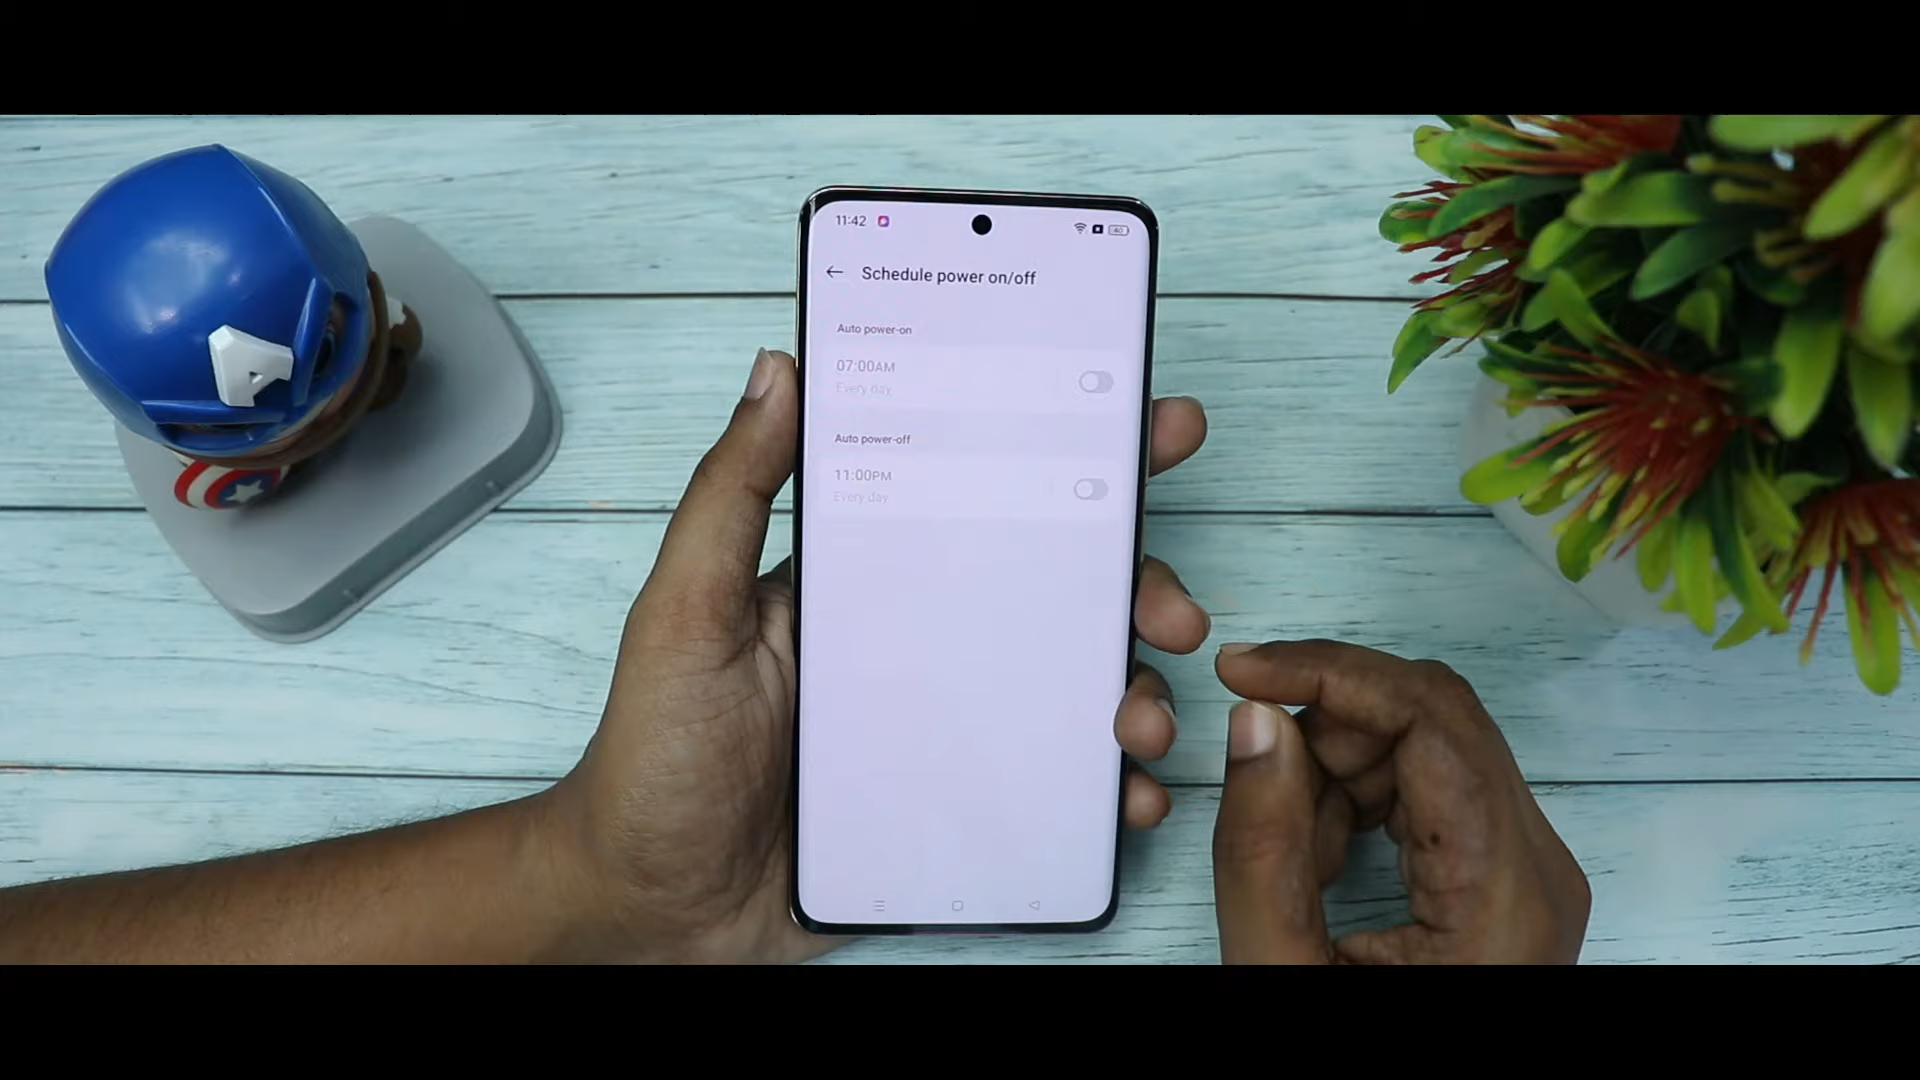 11:42
Schedule power on/off
Auto power-on
07:00AM
Every day
Auto power-off
11:00PM
Every day
A